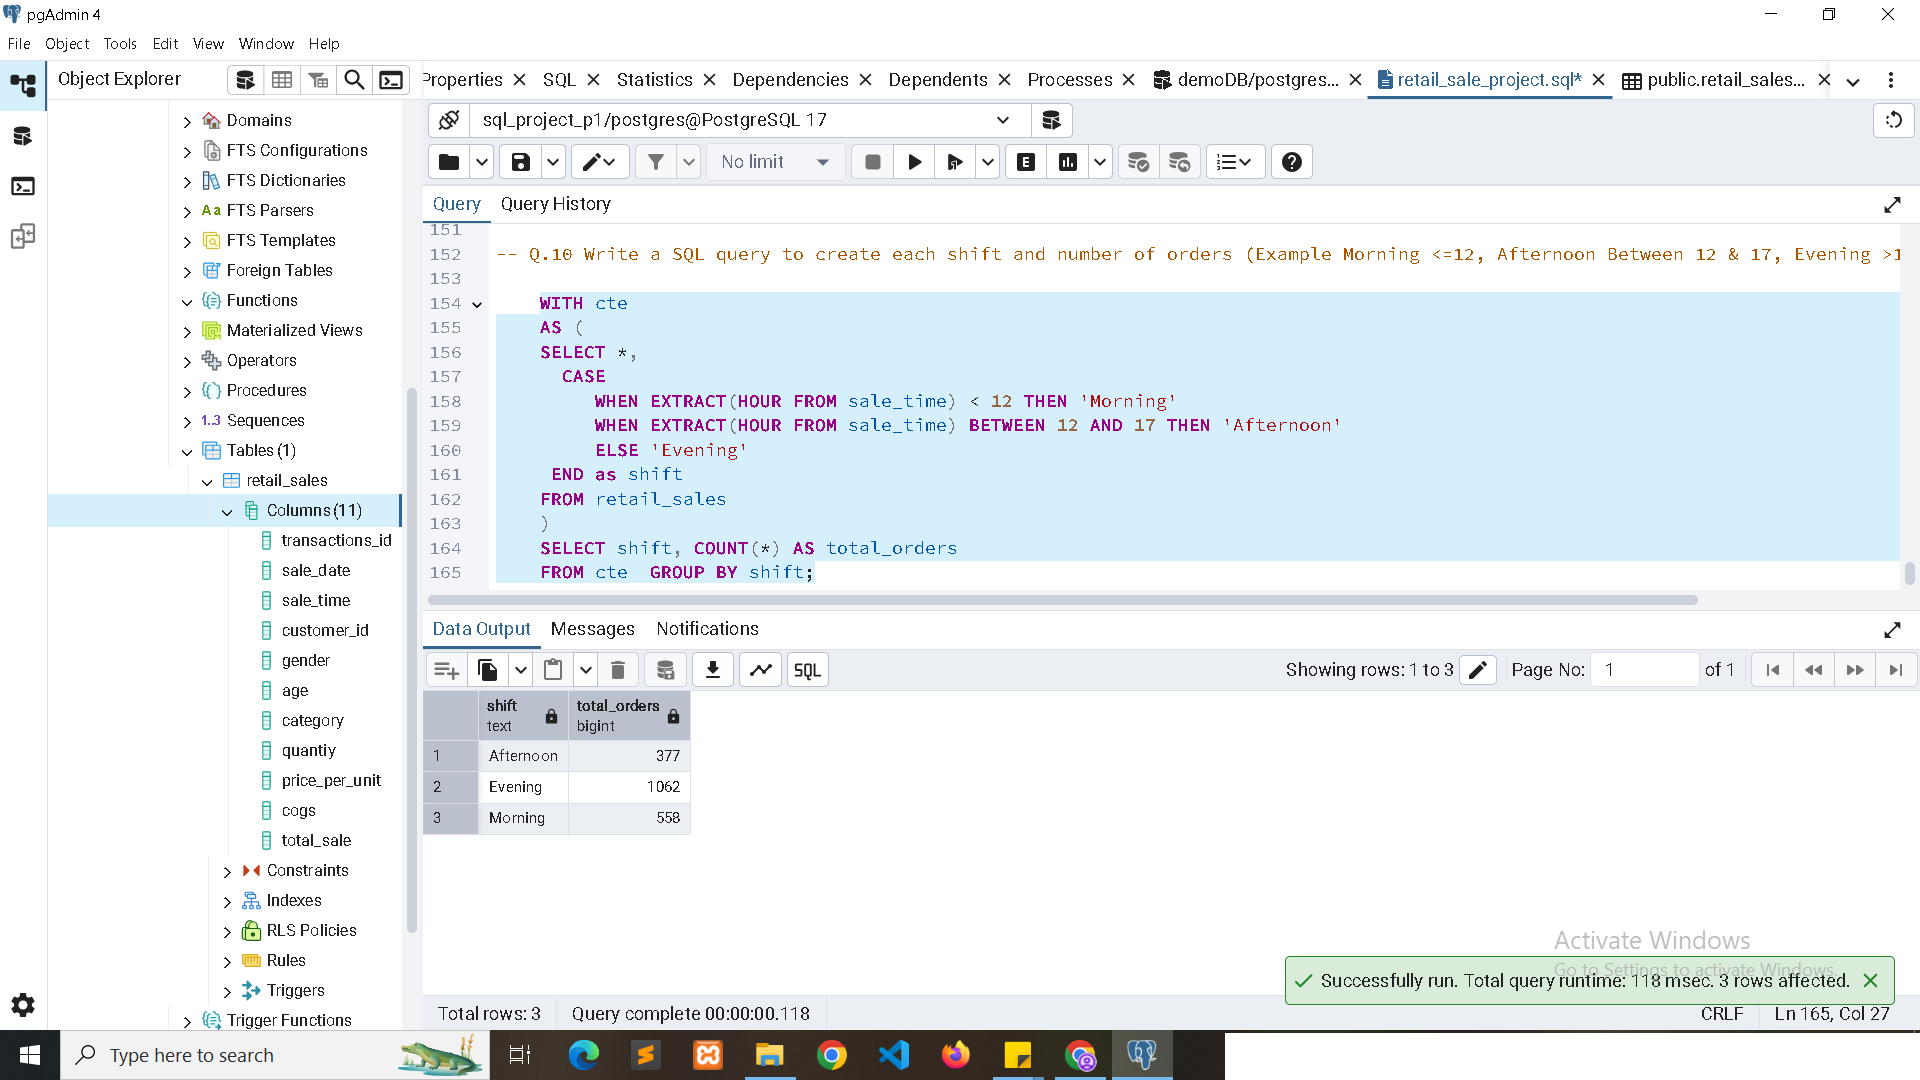 pgAdmin 4
File Object Tools Edit View Window Help
Object Explorer
Properties SQL Statistics Dependencies Dependents Processes demoDB/postgres... retail_sale_project.sql* public.retail_sales...
Domains
FTS Configurations
FTS Dictionaries
Aa FTS Parsers
FTS Templates
Foreign Tables
Functions
Materialized Views
Operators
Procedures
1.3 Sequences
Tables (1)
retail_sales
Columns (11)
transactions_id
sale_date
sale_time
customer_id
gender
age
category
quantiy
price_per_unit
cogs
total_sale
Constraints
Indexes
RLS Policies
Rules
Triggers
Trigger Functions
sql_project_p1/postgres@PostgreSQL 17
No limit
E
Query Query History
151
152 -- Q.10 Write a SQL query to create each shift and number of orders (Example Morning <=12, Afternoon Between 12 & 17, Evening >1
153
154 WITH cte
155 AS (
156 SELECT *,
157 CASE
158 WHEN EXTRACT(HOUR FROM sale_time) < 12 THEN 'Morning'
159 WHEN EXTRACT(HOUR FROM sale_time) BETWEEN 12 AND 17 THEN 'Afternoon'
160 ELSE 'Evening'
161 END as shift
162 FROM retail_sales
163 )
164 SELECT shift, COUNT(*) AS total_orders
165 FROM cte  GROUP BY shift;
Data Output Messages Notifications
SQL
Showing rows: 1 to 3 Page No: 1 of 1
shift total_orders
text bigint
1 Afternoon 377
2 Evening 1062
3 Morning 558
Activate Windows
Go to Settings to activate Windows.
Successfully run. Total query runtime: 118 msec. 3 rows affected.
Total rows: 3 Query complete 00:00:00.118 CRLF Ln 165, Col 27
Type here to search